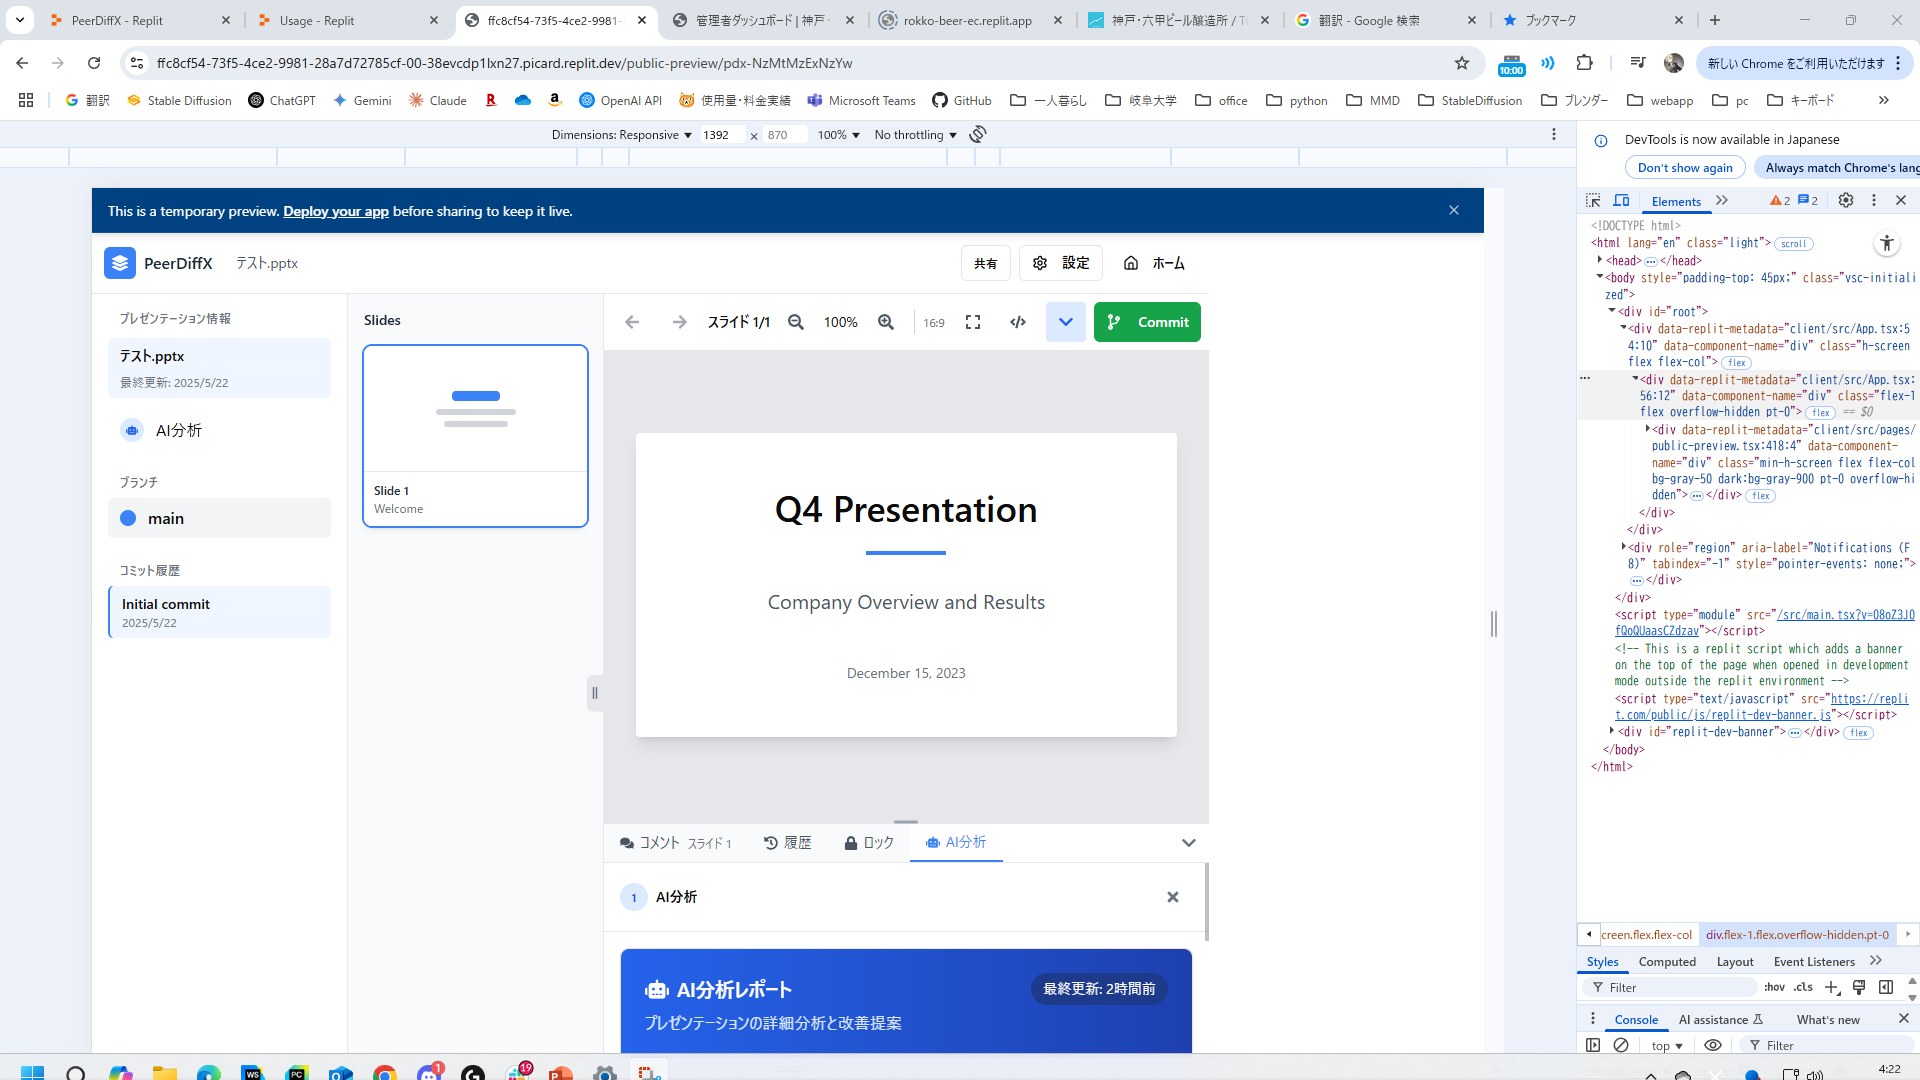 PeerDiffX - Replit
Usage - Replit
ffc8cf54-73f5-4ce2-9981-
管理者ダッシュボード | 神戸・
rokko-beer-ec.replit.app
神戸・六甲ビール醸造所 / T
翻訳 - Google 検索
ブックマーク
ffc8cf54-73f5-4ce2-9981-28a7d72785cf-00-38evcdp1lxn27.picard.replit.dev/public-preview/pdx-NzMtMzExNzYw
10:00
新しい Chrome をご利用いただけます
翻訳
Stable Diffusion
ChatGPT
Gemini
Claude
OpenAI API
使用量・料金実績
Microsoft Teams
GitHub
一人暮らし
岐阜大学
office
python
MMD
StableDiffusion
ブレンダー
webapp
pc
キーボード
Dimensions: Responsive
1392
×
870
100%
No throttling
This is a temporary preview. Deploy your app before sharing to keep it live.
PeerDiffX
テスト.pptx
共有
設定
ホーム
プレゼンテーション情報
テスト.pptx
最終更新: 2025/5/22
AI分析
ブランチ
main
コミット履歴
Initial commit
2025/5/22
Slides
Slide 1
Welcome
スライド 1/1
100%
16:9
Commit
Q4 Presentation
Company Overview and Results
December 15, 2023
コメント スライド 1
履歴
ロック
AI分析
1
AI分析
AI分析レポート
最終更新: 2時間前
プレゼンテーションの詳細分析と改善提案
DevTools is now available in Japanese
Don't show again
Always match Chrome's lang
Elements
2
2
<!DOCTYPE html>
<html lang="en" class="light"> scroll
<head> ⋯ </head>
<body style="padding-top: 45px;" class="vsc-initiali
zed">
<div id="root">
<div data-replit-metadata="client/src/App.tsx:5
4:10" data-component-name="div" class="h-screen
flex flex-col"> flex
<div data-replit-metadata="client/src/App.tsx:
56:12" data-component-name="div" class="flex-1
flex overflow-hidden pt-0"> flex == $0
<div data-replit-metadata="client/src/pages/
public-preview.tsx:418:4" data-component-
name="div" class="min-h-screen flex flex-col
bg-gray-50 dark:bg-gray-900 pt-0 overflow-hi
dden"> ⋯ </div> flex
</div>
</div>
<div role="region" aria-label="Notifications (F
8)" tabindex="-1" style="pointer-events: none;">
⋯ </div>
</div>
<script type="module" src="/src/main.tsx?v=O8oZ3JO
fQoQUaasCZdzav"></script>
<!-- This is a replit script which adds a banner
on the top of the page when opened in development
mode outside the replit environment -->
<script type="text/javascript" src="https://repli
t.com/public/js/replit-dev-banner.js"></script>
<div id="replit-dev-banner"> ⋯ </div> flex
</body>
</html>
creen.flex.flex-col
div.flex-1.flex.overflow-hidden.pt-0
Styles
Computed
Layout
Event Listeners
Filter
:hov
.cls
Console
AI assistance
What's new
top
Filter
1
19
4:22